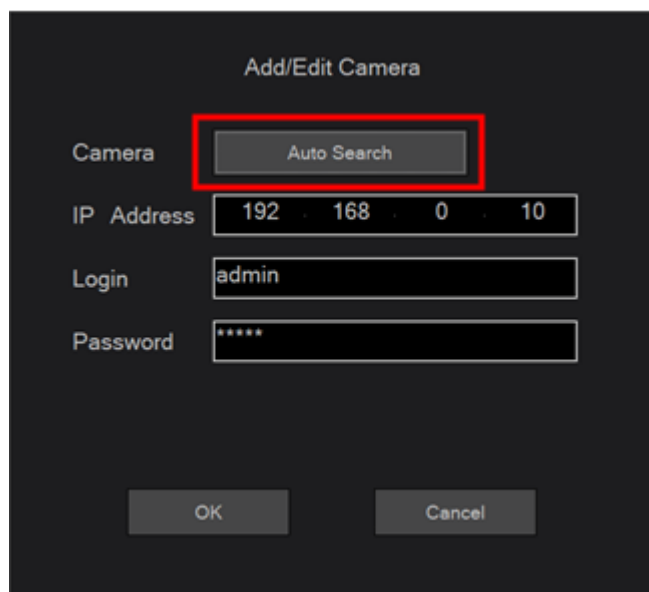 Add/Edit Camera
Camera Auto Search
IP Address 192 . 168 . 0 . 10
Login admin
Password *****
OK Cancel